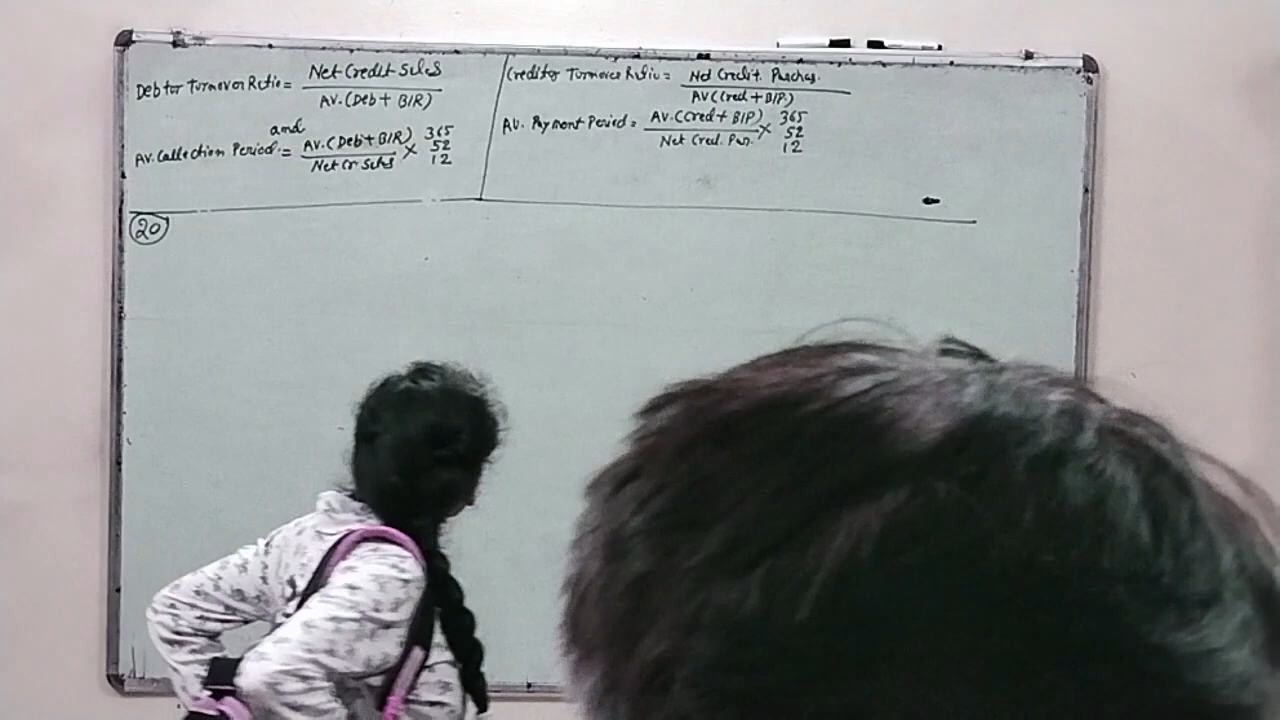 Debtor Turnover Ratio = Net Credit Sales
AV. (Deb + B/R)
and
AV. Collection Period = AV. (Deb + B/R) × 365
52
12
Net Cr Sales
Creditor Turnover Ratio = Net Credit. Purchas.
AV (Cred + B/P.)
AV. Payment Period = AV. (Cred + B/P) × 365
52
12
Net Cred. Pur.
20